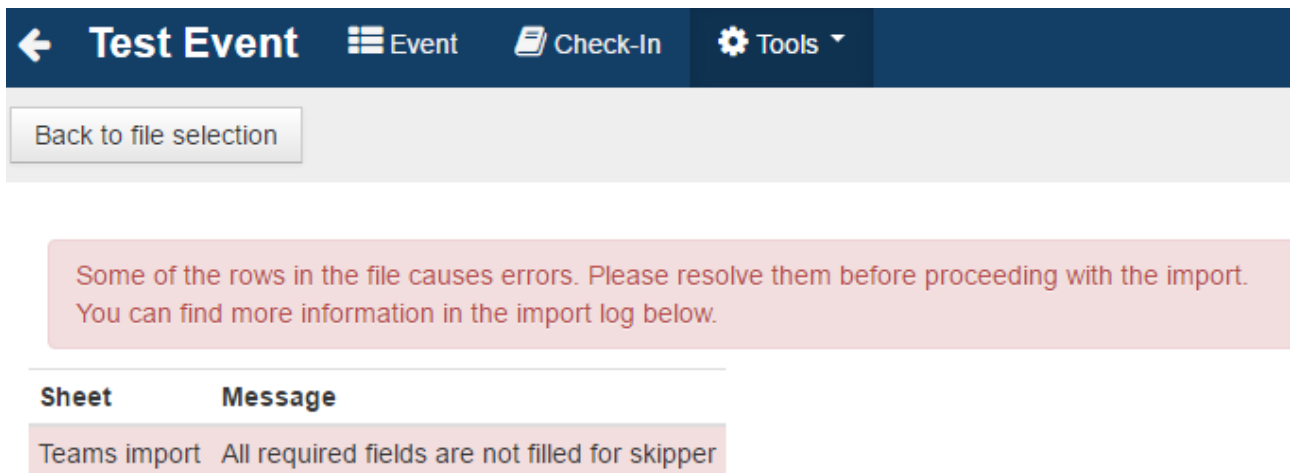 Test Event Event Check-In Tools
Back to file selection
Some of the rows in the file causes errors. Please resolve them before proceeding with the import.
You can find more information in the import log below.
Sheet Message
Teams import All required fields are not filled for skipper